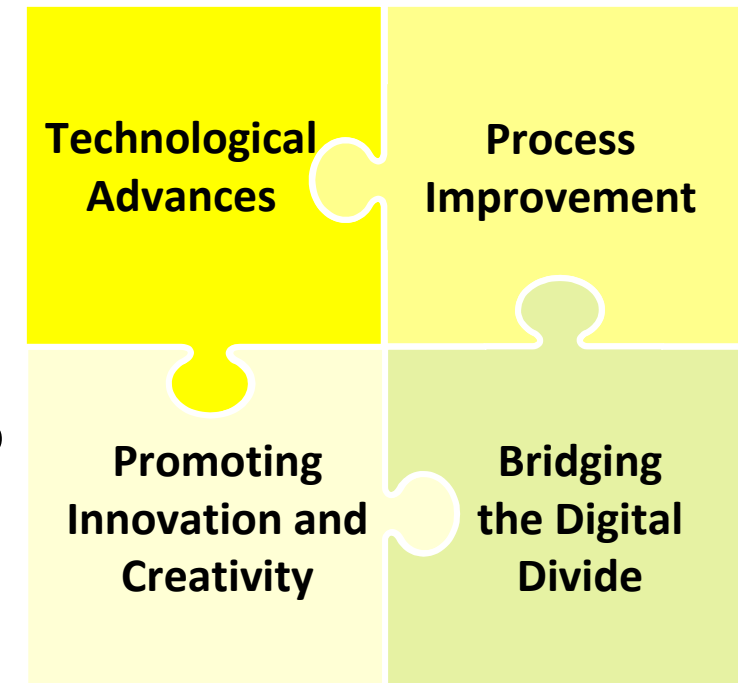 Technological
Advances
Process
Improvement
)
Promoting
Innovation and
Creativity
Bridging
the Digital
Divide